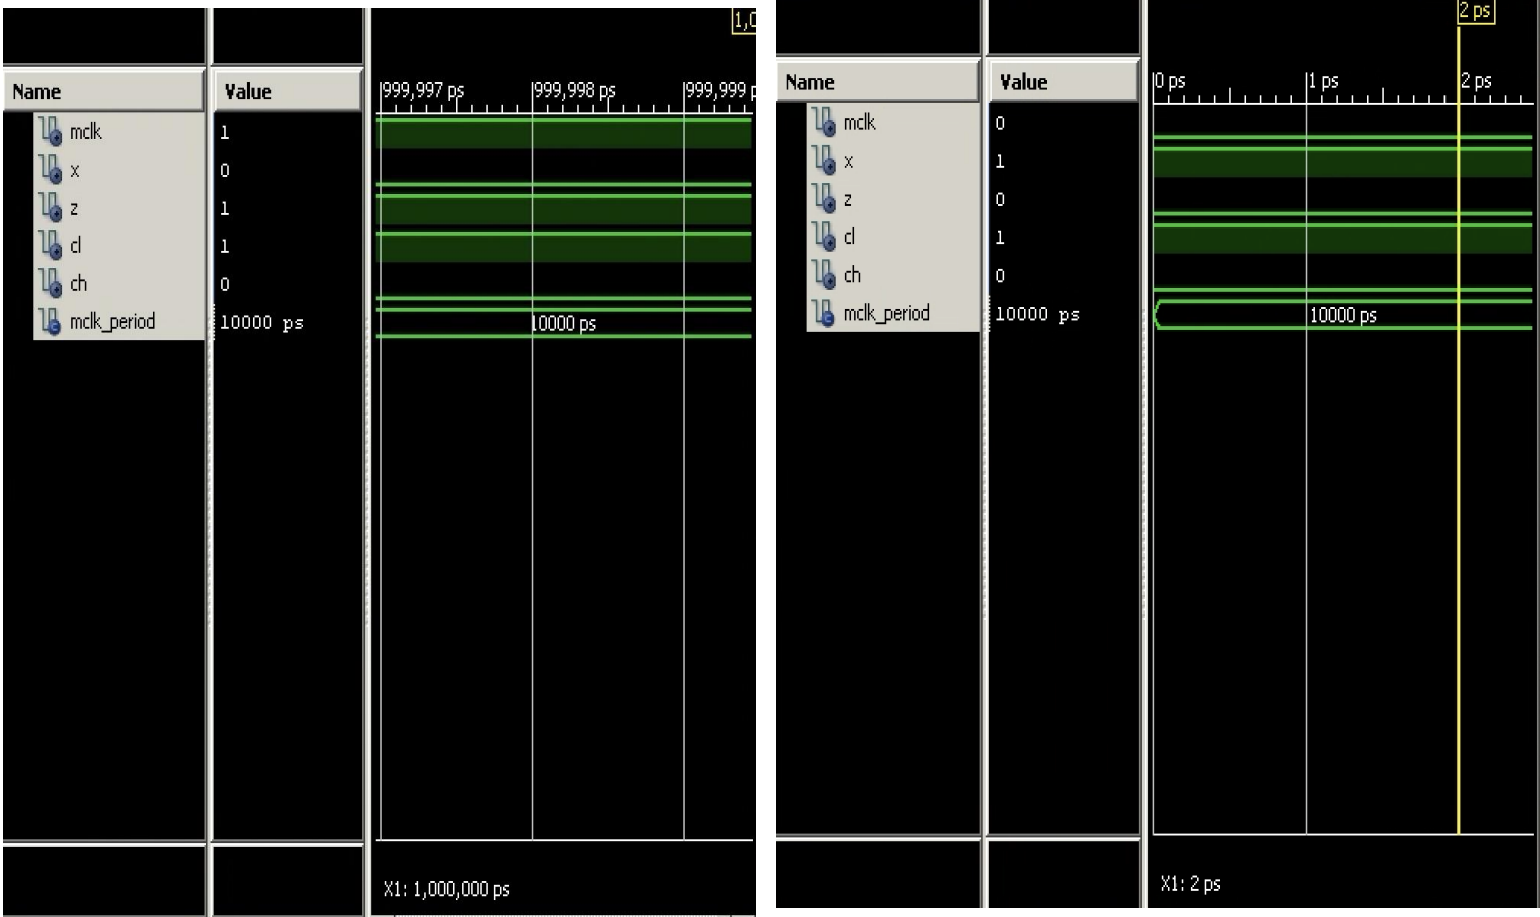 1,0
999,997 ps 999,998 ps 999,999 p
Name Value
mclk 1
x 0
z 1
cl 1
ch 0
mclk_period 10000 ps 10000 ps
X1: 1,000,000 ps
2 ps
0 ps 1 ps 2 ps
Name Value
mclk 0
x 1
z 0
cl 1
ch 0
mclk_period 10000 ps 10000 ps
X1: 2 ps